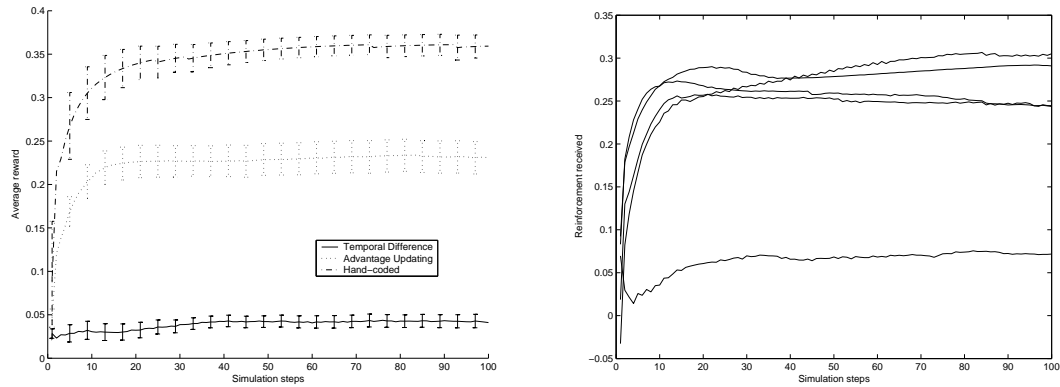 0.4
0.35
0.3
0.25
0.2
0.15
0.1
0.05
0
Average reward
Temporal Difference
Advantage Updating
Hand−coded
0 10 20 30 40 50 60 70 80 90 100
Simulation steps
0.35
0.3
0.25
0.2
0.15
0.1
0.05
0
−0.05
Reinforcement received
0 10 20 30 40 50 60 70 80 90 100
Simulation steps